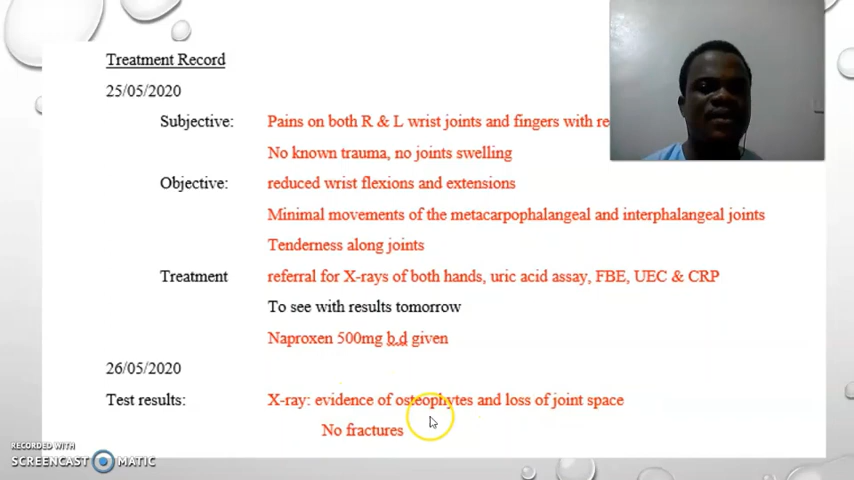 Treatment Record
25/05/2020
Subjective: Pains on both R & L wrist joints and fingers with
No known trauma, no joints swelling
Objective: reduced wrist flexions and extensions
Minimal movements of the metacarpophalangeal and interphalangeal joints
Tenderness along joints
Treatment referral for X-rays of both hands, uric acid assay, FBE, UEC & CRP
To see with results tomorrow
Naproxen 500mg b.d given
26/05/2020
Test results: X-ray: evidence of osteophytes and loss of joint space
No fractures
RECORDED WITH
SCREENCAST MATIC